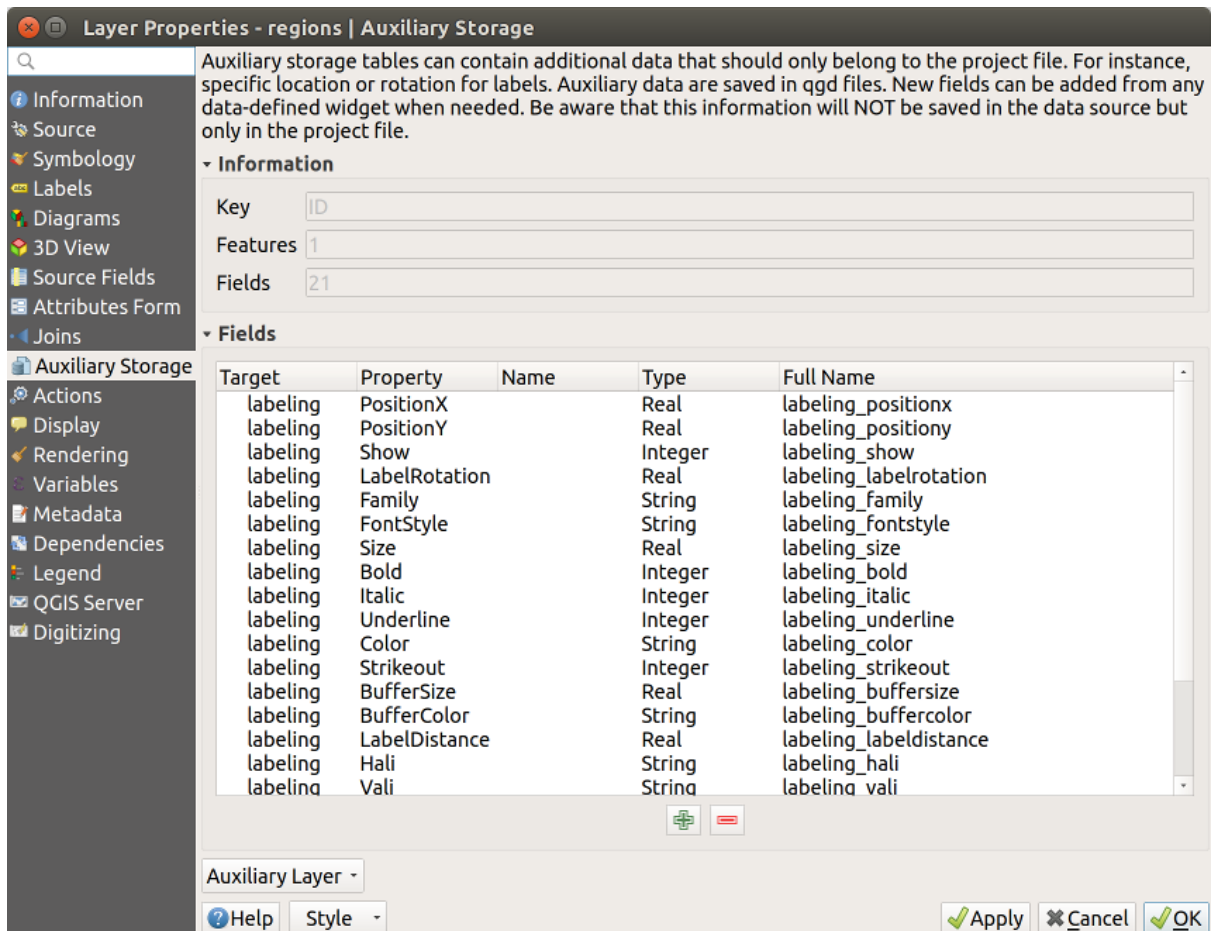 Layer Properties - regions | Auxiliary Storage
Information
Source
Symbology
Labels
Diagrams
3D View
Source Fields
Attributes Form
Joins
Auxiliary Storage
Actions
Display
Rendering
Variables
Metadata
Dependencies
Legend
QGIS Server
Digitizing
Auxiliary storage tables can contain additional data that should only belong to the project file. For instance,
specific location or rotation for labels. Auxiliary data are saved in qgd files. New fields can be added from any
data-defined widget when needed. Be aware that this information will NOT be saved in the data source but
only in the project file.
Information
Key ID
Features 1
Fields 21
Fields
Target Property Name Type Full Name
labeling PositionX Real labeling_positionx
labeling PositionY Real labeling_positiony
labeling Show Integer labeling_show
labeling LabelRotation Real labeling_labelrotation
labeling Family String labeling_family
labeling FontStyle String labeling_fontstyle
labeling Size Real labeling_size
labeling Bold Integer labeling_bold
labeling Italic Integer labeling_italic
labeling Underline Integer labeling_underline
labeling Color String labeling_color
labeling Strikeout Integer labeling_strikeout
labeling BufferSize Real labeling_buffersize
labeling BufferColor String labeling_buffercolor
labeling LabelDistance Real labeling_labeldistance
labeling Hali String labeling_hali
labeling Vali String labeling_vali
Auxiliary Layer
Help Style Apply Cancel OK